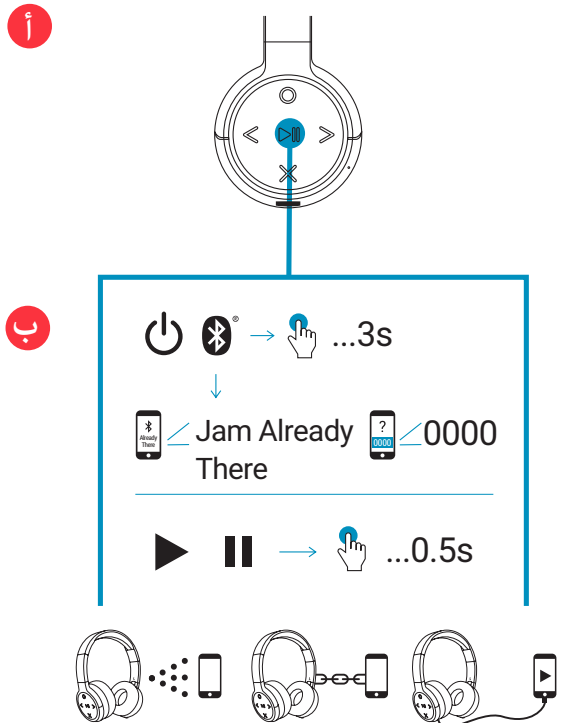 أ
ب
® ...3s
Already
There
Jam Already
There
?
0000
0000
...0.5s